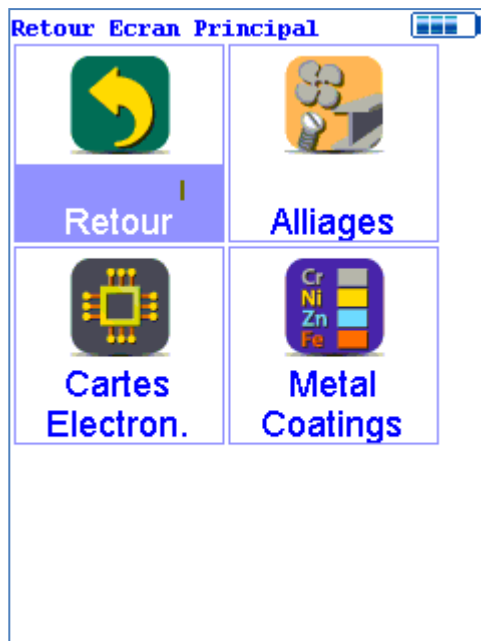 Retour Ecran Principal
Retour
Alliages
Cartes
Electron.
Cr
Ni
Zn
Fe
Metal
Coatings